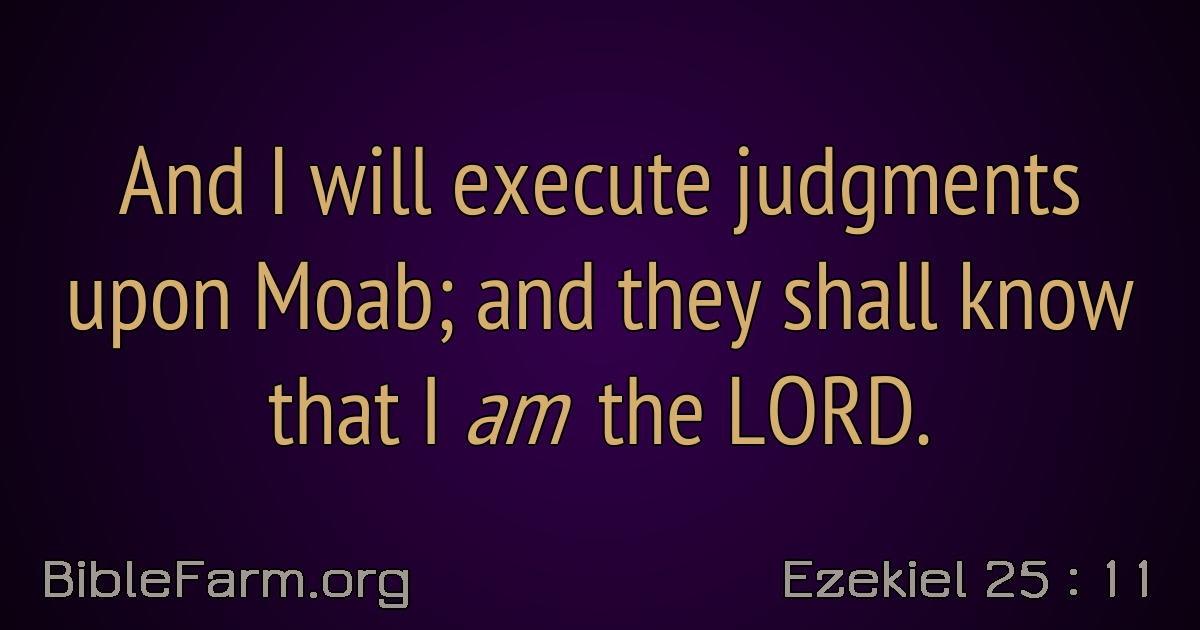 And I will execute judgments
upon Moab; and they shall know
that I am the LORD.
BibleFarm.org
Ezekiel 25 : 11